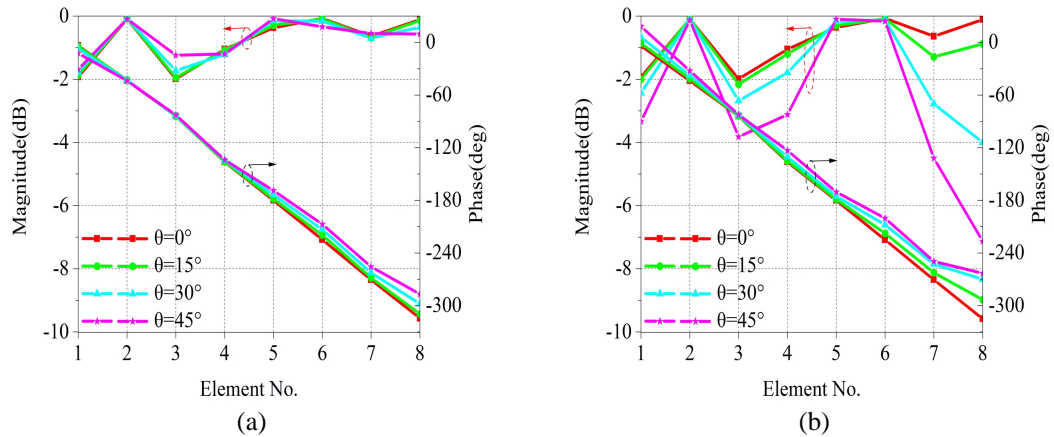 0
-2
-4
-6
-8
-10
Magnitude(dB)
1 2 3 4 5 6 7 8
Element No.
0
-60
-120
-180
-240
-300
Phase(deg)
θ=0°
θ=15°
θ=30°
θ=45°
(a)
0
-2
-4
-6
-8
-10
Magnitude(dB)
1 2 3 4 5 6 7 8
Element No.
0
-60
-120
-180
-240
-300
Phase(deg)
θ=0°
θ=15°
θ=30°
θ=45°
(b)